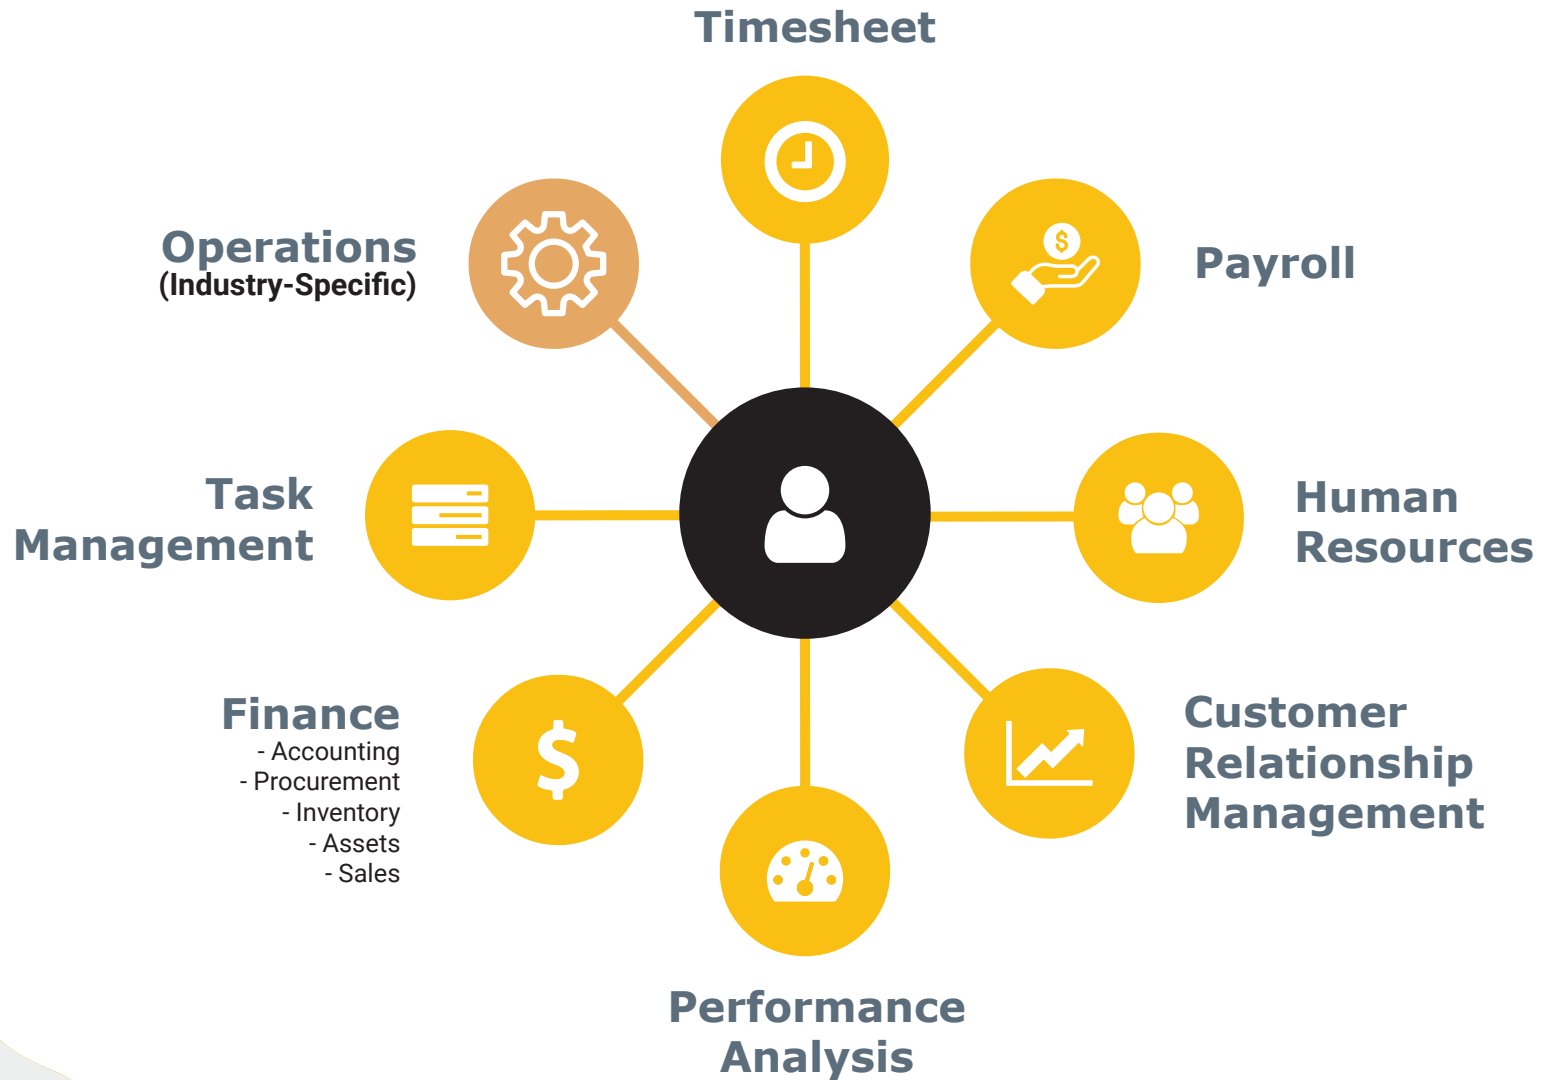 Timesheet
Operations
(Industry-Specific)
Payroll
Task
Management
Human
Resources
Finance
- Accounting
- Procurement
- Inventory
- Assets
- Sales
Customer
Relationship
Management
Performance
Analysis
$
$